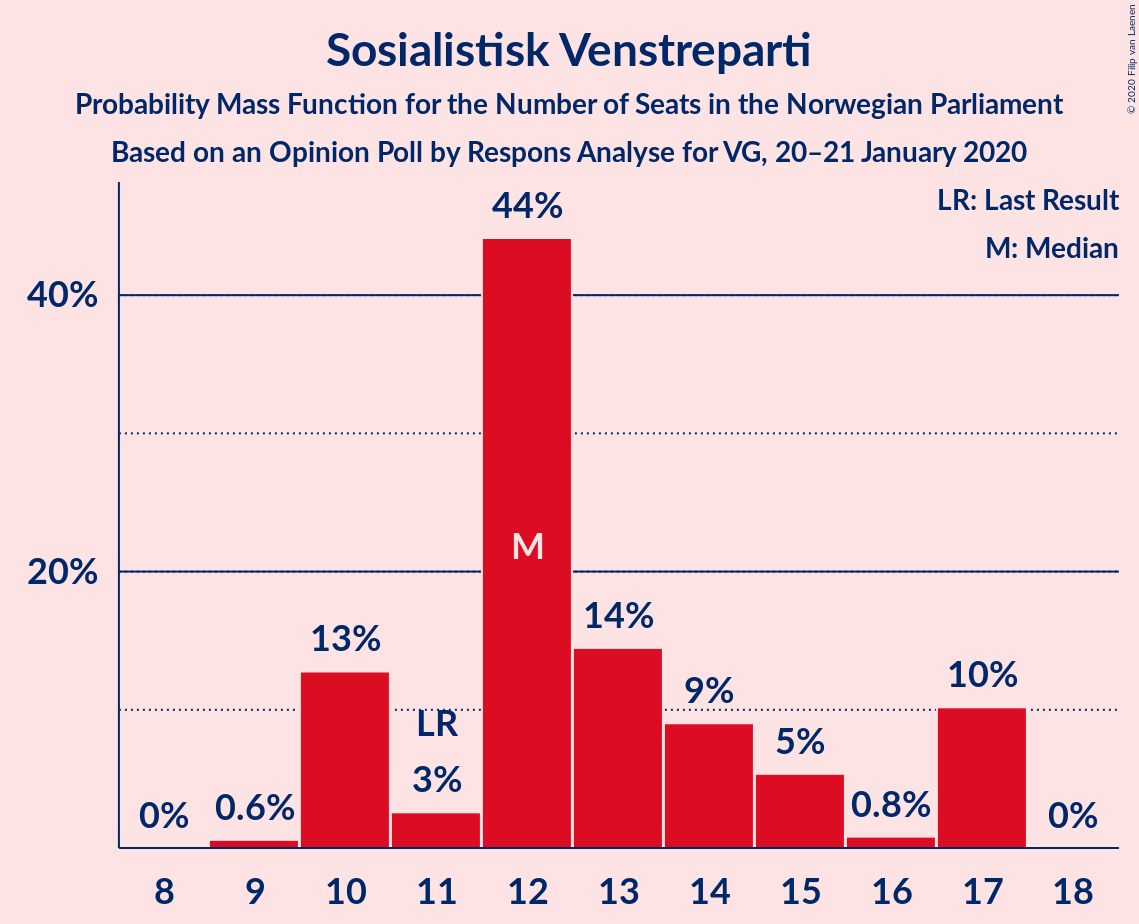 Sosialistisk Venstreparti
Probability Mass Function for the Number of Seats in the Norwegian Parliament
Based on an Opinion Poll by Respons Analyse for VG, 20–21 January 2020
© 2020 Filip van Laenen
LR: Last Result
M: Median
44%
40%
M
20%
14%
13%
10%
9%
LR
5%
3%
0.8%
0.6%
0%
0%
8 9 10 11 12 13 14 15 16 17 18